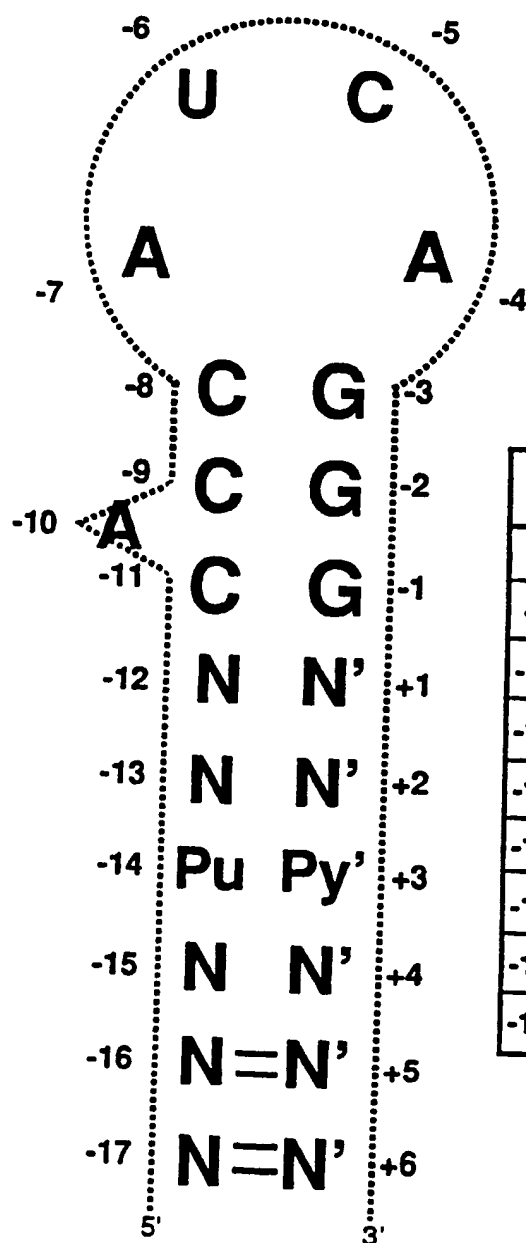 -6 -5
U C
A A
-7 -4
-8 C G -3
-9 C G -2
-10 A
-11 C G -1
-12 N N' +1
-13 N N' +2
-14 Pu Py' +3
-15 N N' +4
-16 N=N' +5
-17 N=N' +6
5' 3'